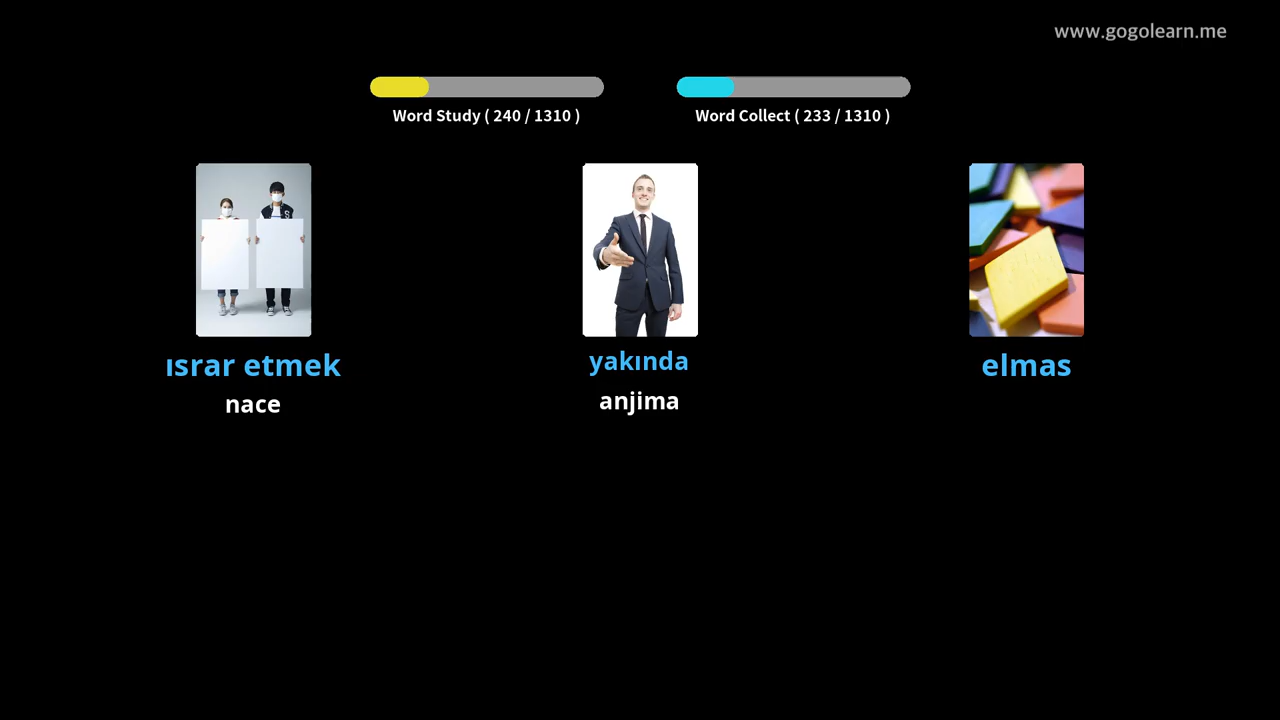 www.gogolearn.me
Word Study ( 240 / 1310 )
Word Collect ( 233 / 1310 )
ısrar etmek
nace
yakında
anjima
elmas